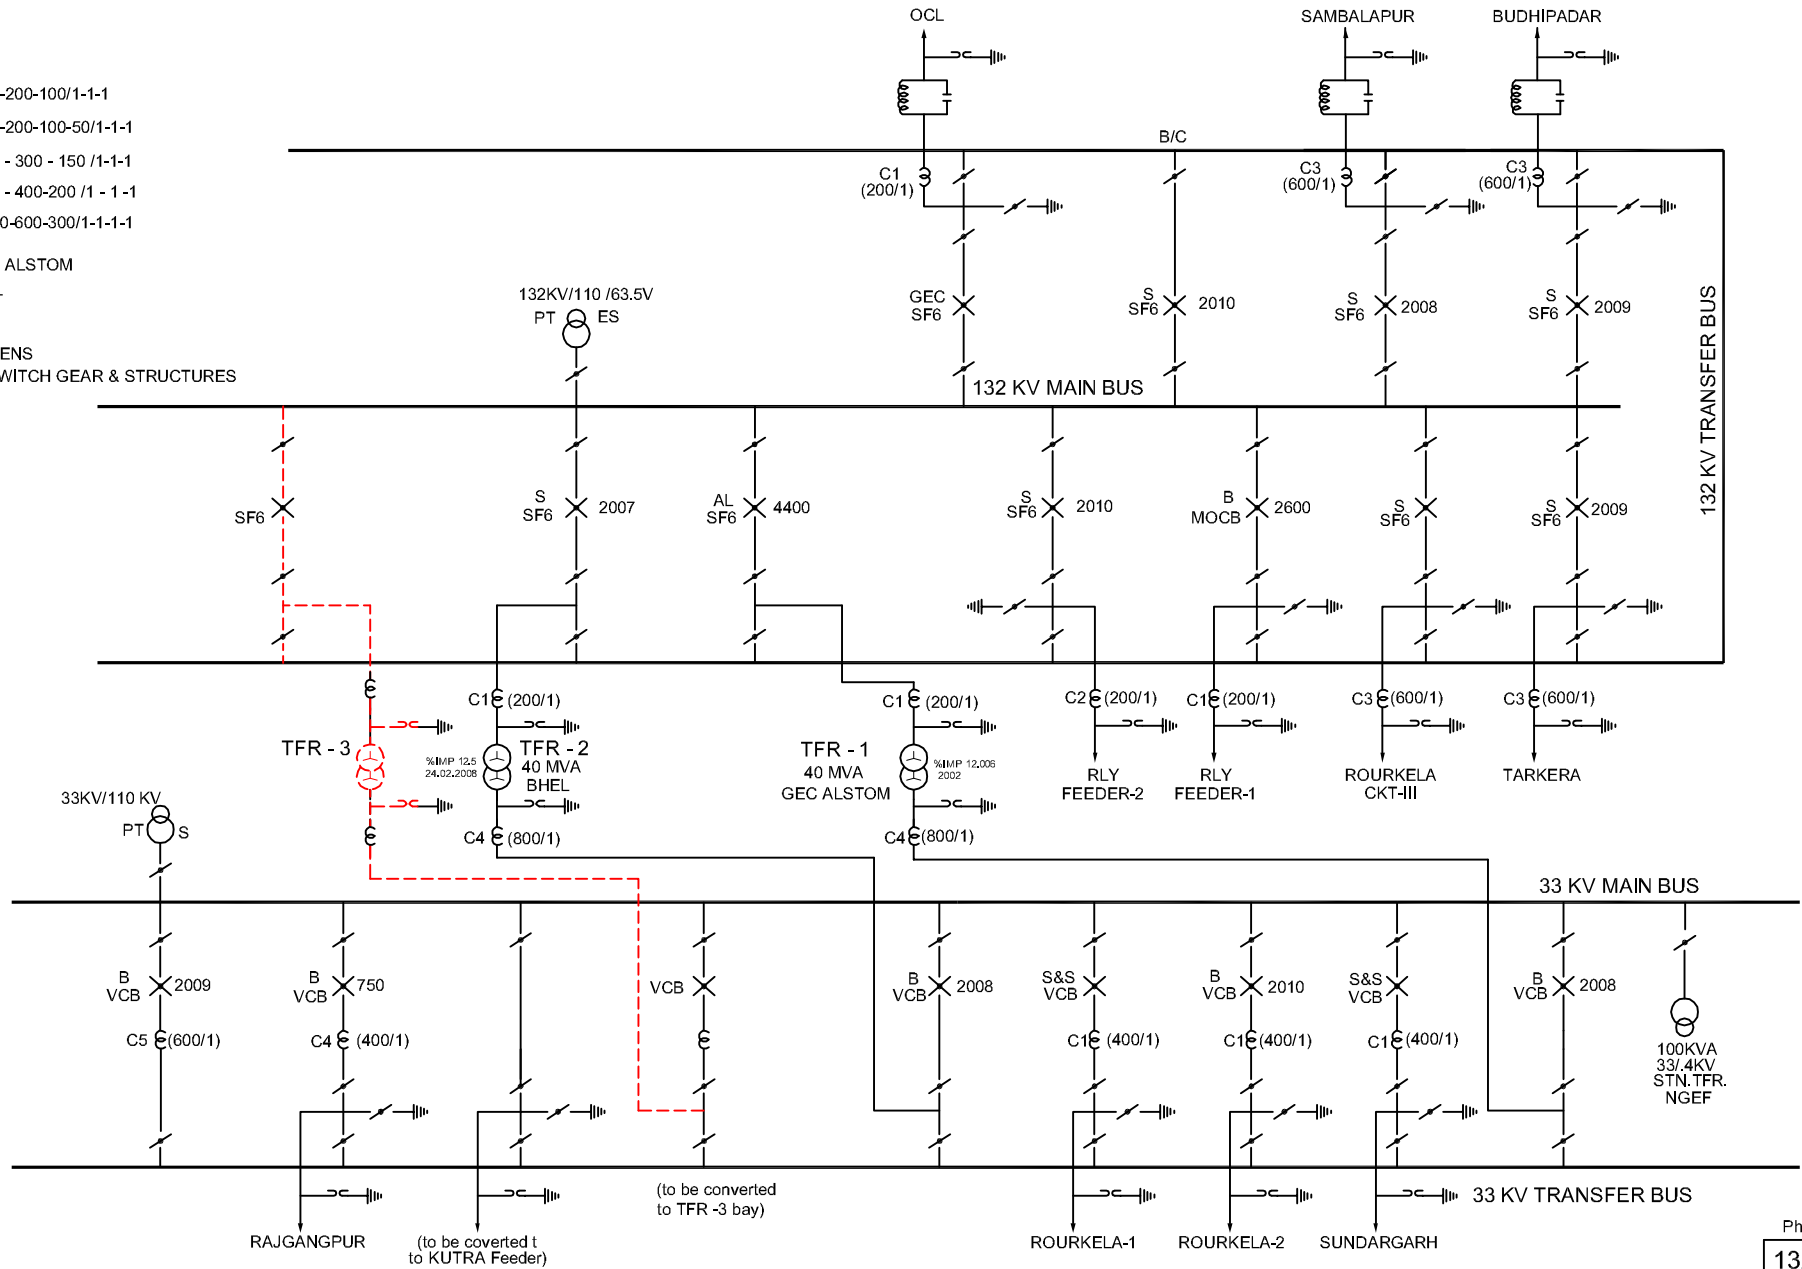 OCL
SAMBALAPUR
BUDHIPADAR
-200-100/1-1-1
-200-100-50/1-1-1
- 300 - 150 /1-1-1
- 400-200 /1 - 1 -1
0-600-300/1-1-1-1
ALSTOM
-
ENS
WITCH GEAR & STRUCTURES
B/C
C1
(200/1)
C3
(600/1)
C3
(600/1)
132KV/110 /63.5V
PT
ES
GEC
SF6
S
SF6
2010
S
SF6
2008
S
SF6
2009
132 KV TRANSFER BUS
132 KV MAIN BUS
SF6
S
SF6
2007
AL
SF6
4400
S
SF6
2010
B
MOCB
2600
S
SF6
S
SF6
2009
C1 (200/1)
C1 (200/1)
C2 (200/1)
C1 (200/1)
C3 (600/1)
C3 (600/1)
TFR - 3
%IMP 12.5
24.02.2008
TFR - 2
40 MVA
BHEL
TFR - 1
40 MVA
GEC ALSTOM
%IMP 12.006
2002
RLY
FEEDER-2
RLY
FEEDER-1
ROURKELA
CKT-III
TARKERA
33KV/110 KV
PT
S
C4 (800/1)
C4 (800/1)
33 KV MAIN BUS
B
VCB
2009
B
VCB
750
VCB
B
VCB
2008
S&S
VCB
B
VCB
2010
S&S
VCB
B
VCB
2008
C5 (600/1)
C4 (400/1)
C1 (400/1)
C1 (400/1)
C1 (400/1)
100KVA
33/.4KV
STN.TFR.
NGEF
33 KV TRANSFER BUS
(to be converted
to TFR -3 bay)
RAJGANGPUR
(to be coverted t
to KUTRA Feeder)
ROURKELA-1
ROURKELA-2
SUNDARGARH
Ph
13